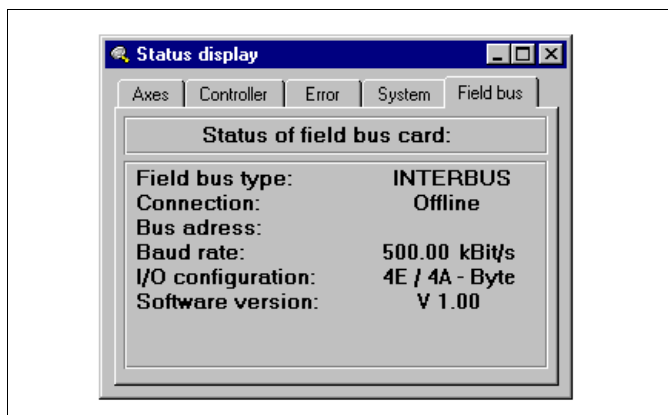 Status display
Axes Controller Error System Field bus
Status of field bus card:
Field bus type: INTERBUS
Connection: Offline
Bus adress:
Baud rate: 500.00 kBit/s
I/O configuration: 4E / 4A - Byte
Software version: V 1.00